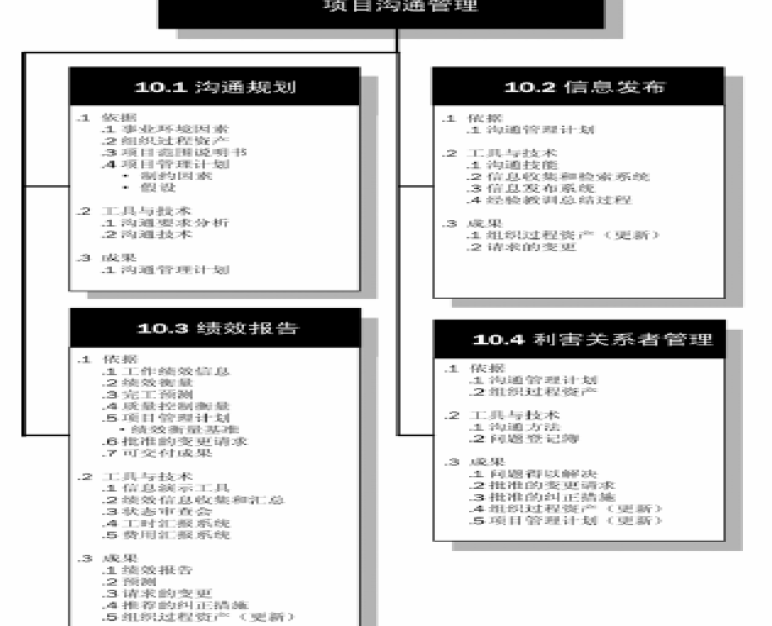 项目沟通管理
10.1 沟通规划
.1 依据
.1 事业环境因素
.2 组织过程资产
.3 项目范围说明书
.4 项目管理计划
• 制约因素
• 假设
.2 工具与技术
.1 沟通要求分析
.2 沟通技术
.3 成果
.1 沟通管理计划
10.2 信息发布
.1 依据
.1 沟通管理计划
.2 工具与技术
.1 沟通技能
.2 信息收集和检索系统
.3 信息发布系统
.4 经验教训总结过程
.3 成果
.1 组织过程资产（更新）
.2 请求的变更
10.3 绩效报告
.1 依据
.1 工作绩效信息
.2 绩效衡量
.3 完工预测
.4 质量控制衡量
.5 项目管理计划
• 绩效衡量基准
.6 批准的变更请求
.7 可交付成果
.2 工具与技术
.1 信息演示工具
.2 绩效信息收集和汇总
.3 状态审查会
.4 工时汇报系统
.5 费用汇报系统
.3 成果
.1 绩效报告
.2 预测
.3 请求的变更
.4 推荐的纠正措施
.5 组织过程资产（更新）
10.4 利害关系者管理
.1 依据
.1 沟通管理计划
.2 组织过程资产
.2 工具与技术
.1 沟通方法
.2 问题登记簿
.3 成果
.1 问题得以解决
.2 批准的变更请求
.3 批准的纠正措施
.4 组织过程资产（更新）
.5 项目管理计划（更新）